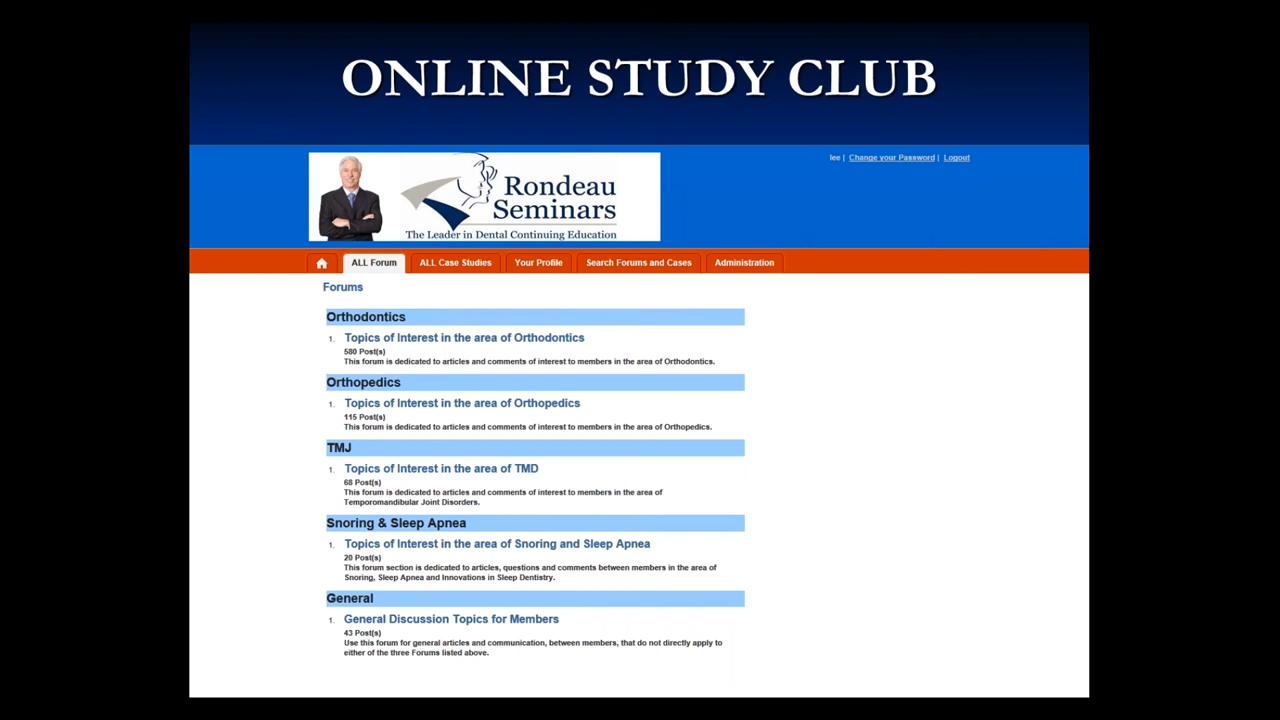 ONLINE STUDY CLUB
lee | Change your Password | Logout
Rondeau
Seminars
The Leader in Dental Continuing Education
ALL Forum ALL Case Studies Your Profile Search Forums and Cases Administration
Forums
Orthodontics
1. Topics of Interest in the area of Orthodontics
580 Post(s)
This forum is dedicated to articles and comments of interest to members in the area of Orthodontics.
Orthopedics
1. Topics of Interest in the area of Orthopedics
115 Post(s)
This forum is dedicated to articles and comments of interest to members in the area of Orthopedics.
TMJ
1. Topics of Interest in the area of TMD
68 Post(s)
This forum is dedicated to articles and comments of interest to members in the area of
Temporomandibular Joint Disorders.
Snoring & Sleep Apnea
1. Topics of Interest in the area of Snoring and Sleep Apnea
20 Post(s)
This forum section is dedicated to articles, questions and comments between members in the area of
Snoring, Sleep Apnea and Innovations in Sleep Dentistry.
General
1. General Discussion Topics for Members
43 Post(s)
Use this forum for general articles and communication, between members, that do not directly apply to
either of the three Forums listed above.